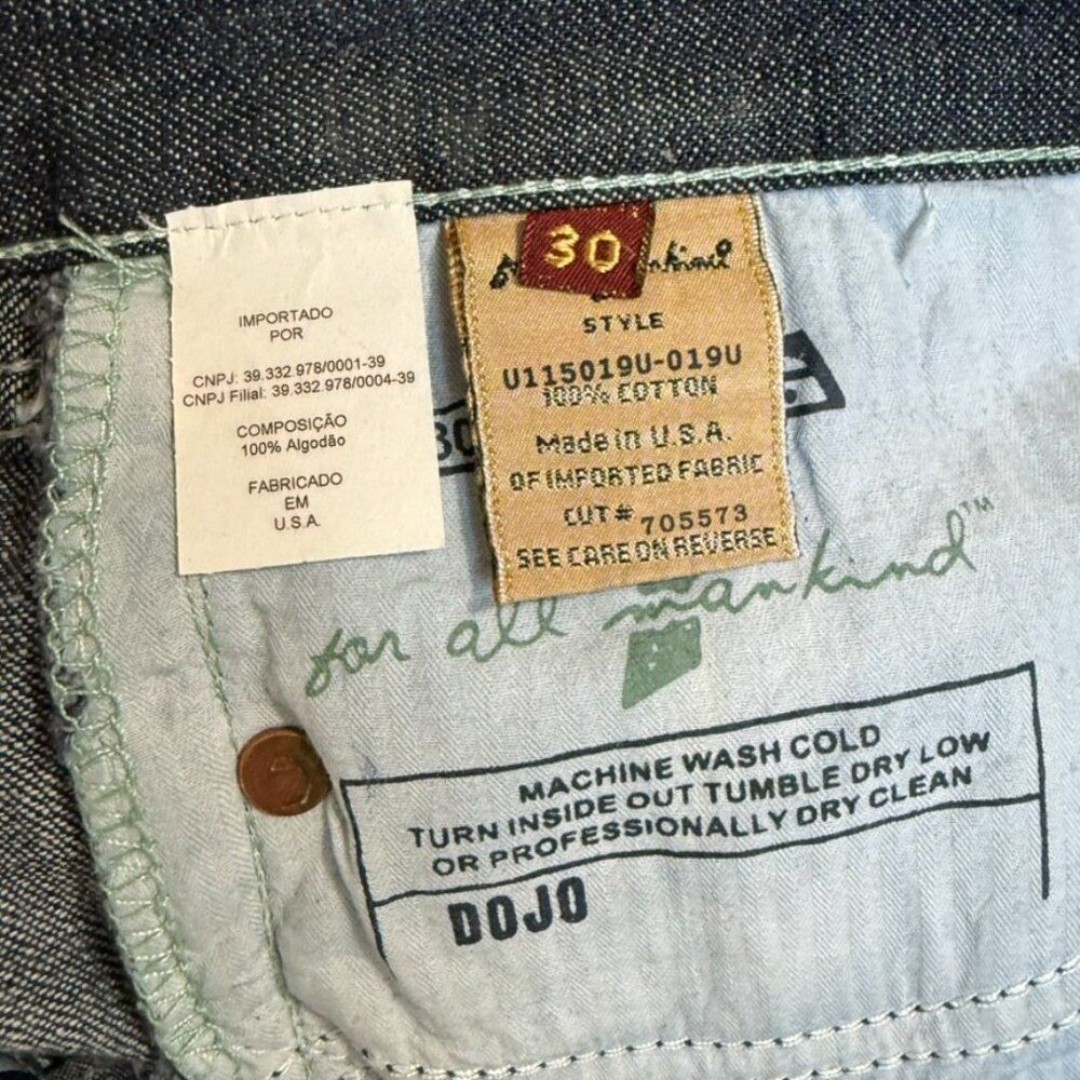 IMPORTADO
POR
CNPJ: 39.332.978/0001-39
CNPJ Filial: 39.332.978/0004-39
COMPOSIÇÃO
100% Algodão
FABRICADO
EM
U.S.A.
30
STYLE
U115019U-019U
100% COTTON
Made in U.S.A.
OF IMPORTED FABRIC
CUT # 705573
SEE CARE ON REVERSE
for all mankind™
MACHINE WASH COLD
TURN INSIDE OUT TUMBLE DRY LOW
OR PROFESSIONALLY DRY CLEAN
DOJO